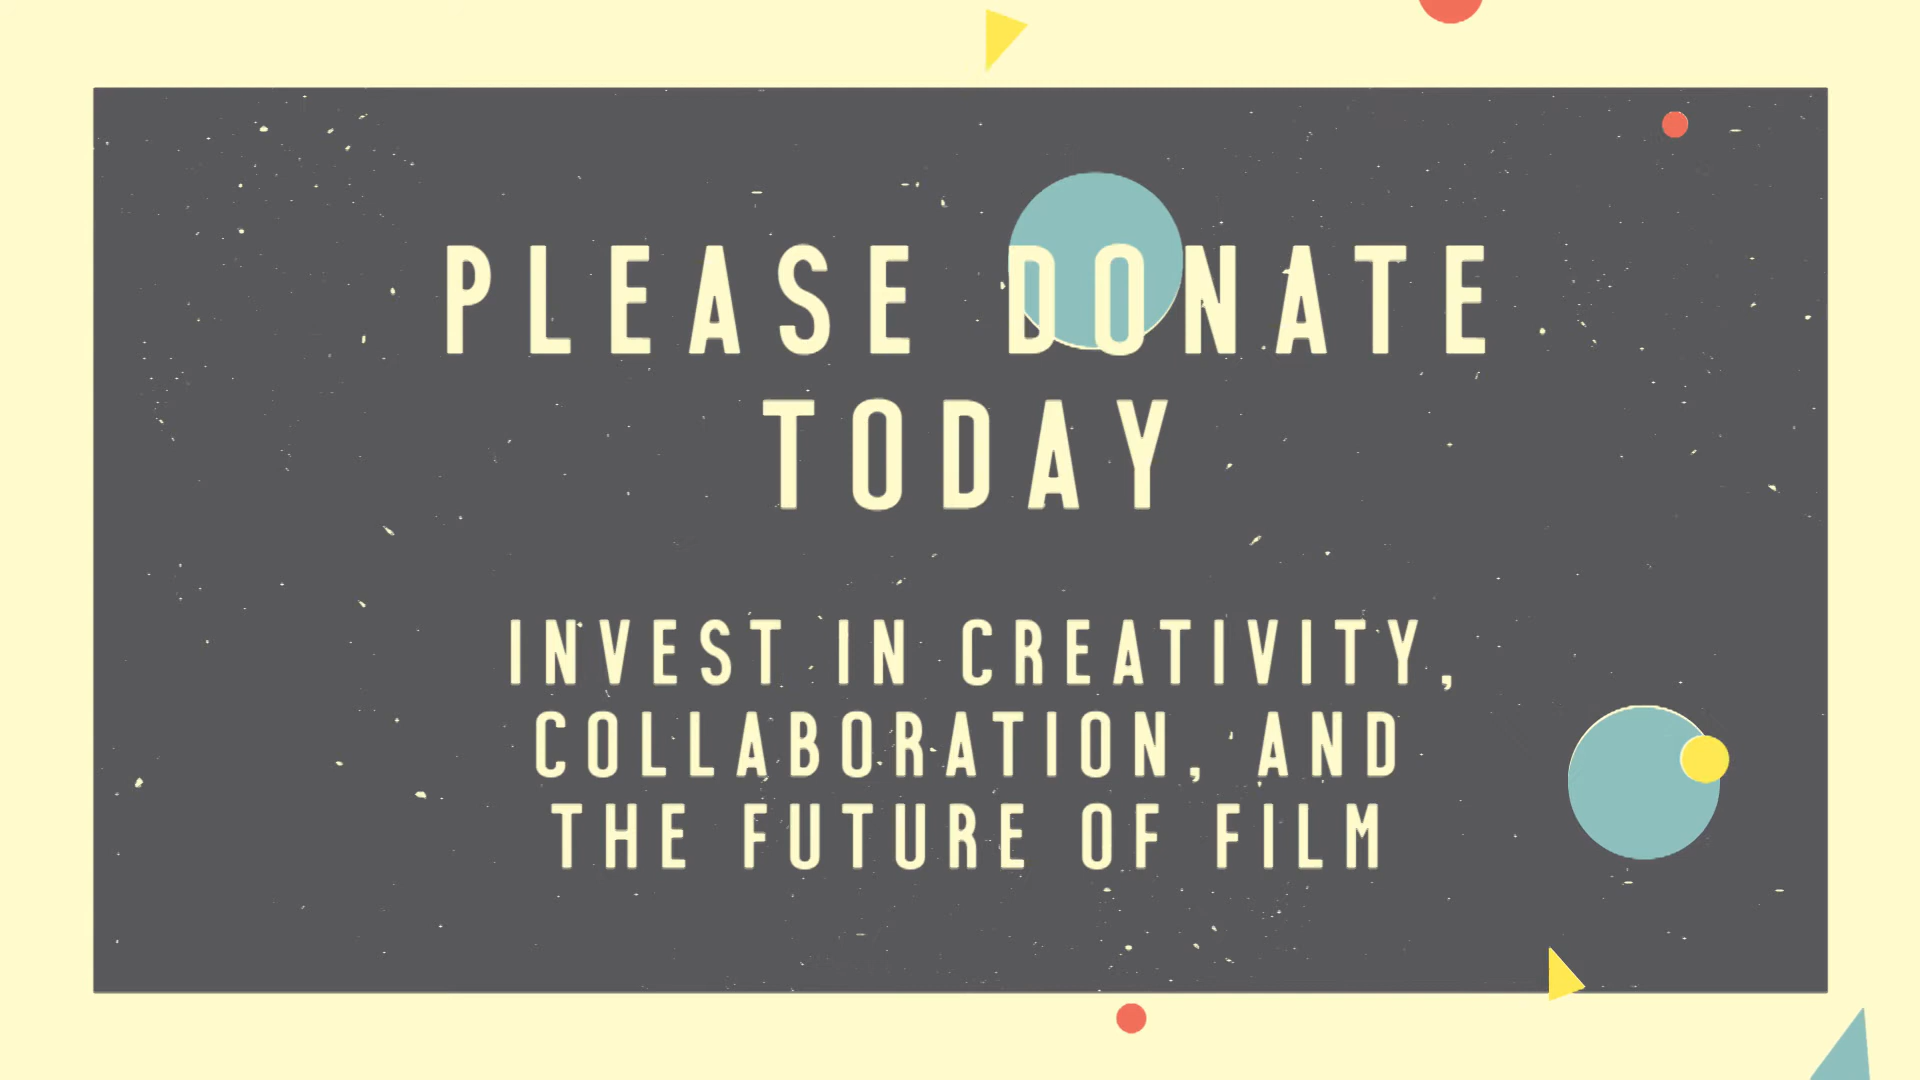 PLEASE DONATE
TODAY
INVEST IN CREATIVITY,
COLLABORATION, AND
THE FUTURE OF FILM